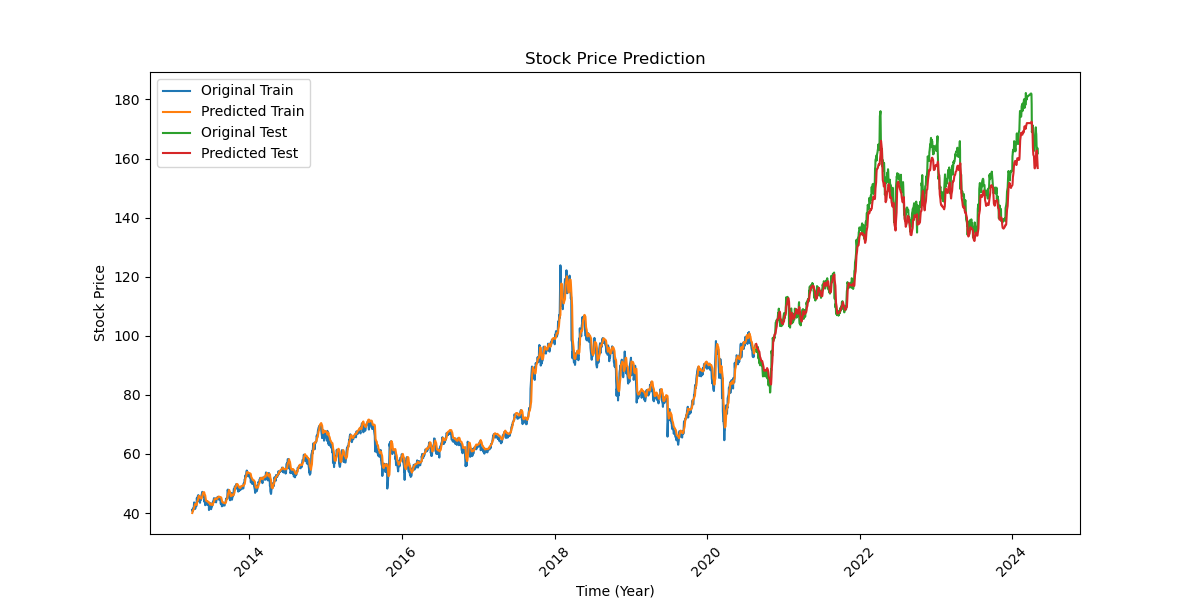 Stock Price Prediction
Original Train
Predicted Train
Original Test
Predicted Test
Stock Price
180
160
140
120
100
80
60
40
2014
2016
2018
2020
2022
2024
Time (Year)